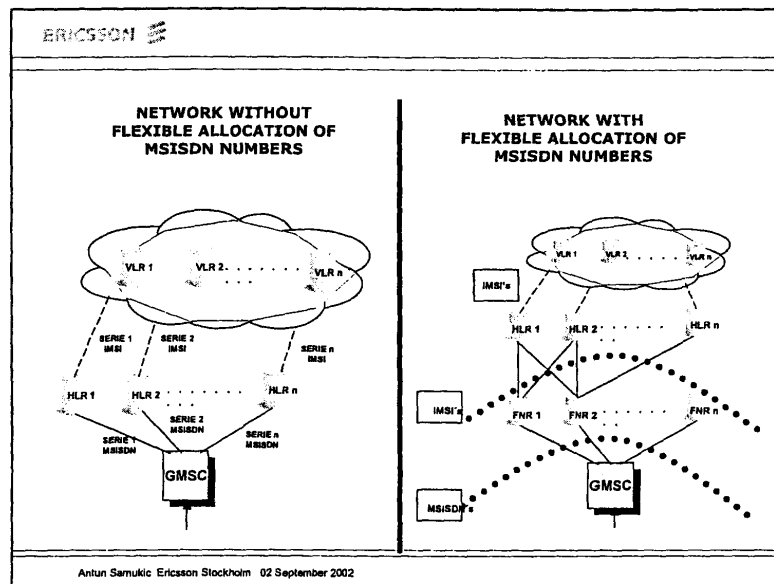 ERICSSON
NETWORK WITHOUT
FLEXIBLE ALLOCATION OF
MSISDN NUMBERS
VLR 1
VLR 2
VLR n
SERIE 1
IMSI
SERIE 2
IMSI
SERIE n
IMSI
HLR 1
HLR 2
HLR n
SERIE 1
MSISDN
SERIE 2
MSISDN
SERIE n
MSISDN
GMSC
NETWORK WITH
FLEXIBLE ALLOCATION OF
MSISDN NUMBERS
VLR 1
VLR 2
VLR n
IMSI's
HLR 1
HLR 2
HLR n
IMSI's
FNR 1
FNR 2
FNR n
GMSC
MSISDN's
Antun Samukic Ericsson Stockholm 02 September 2002